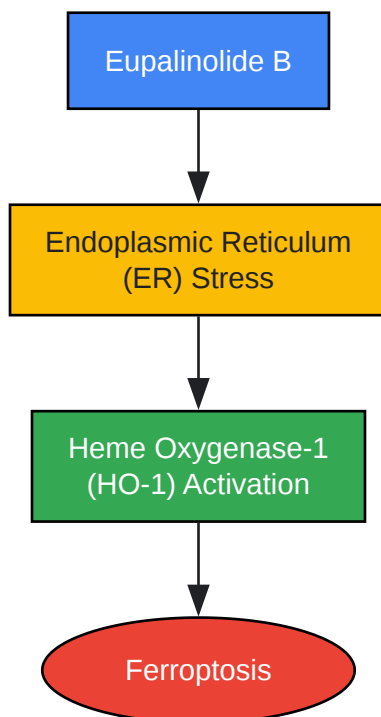 Eupalinolide B
Endoplasmic Reticulum
(ER) Stress
Heme Oxygenase-1
(HO-1) Activation
Ferroptosis